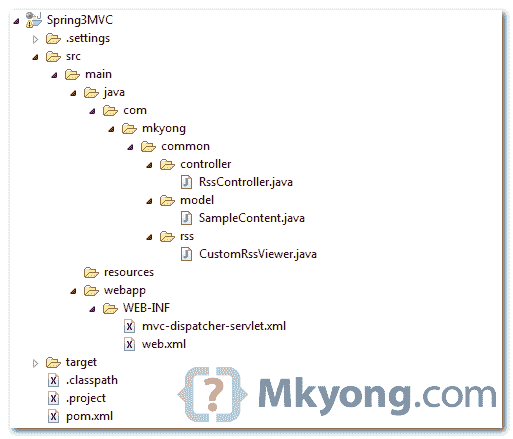 Spring3MVC
.settings
src
main
java
com
mkyong
common
controller
RssController.java
model
SampleContent.java
rss
CustomRssViewer.java
resources
webapp
WEB-INF
mvc-dispatcher-servlet.xml
web.xml
target
.classpath
.project
pom.xml
{?} Mkyong.com